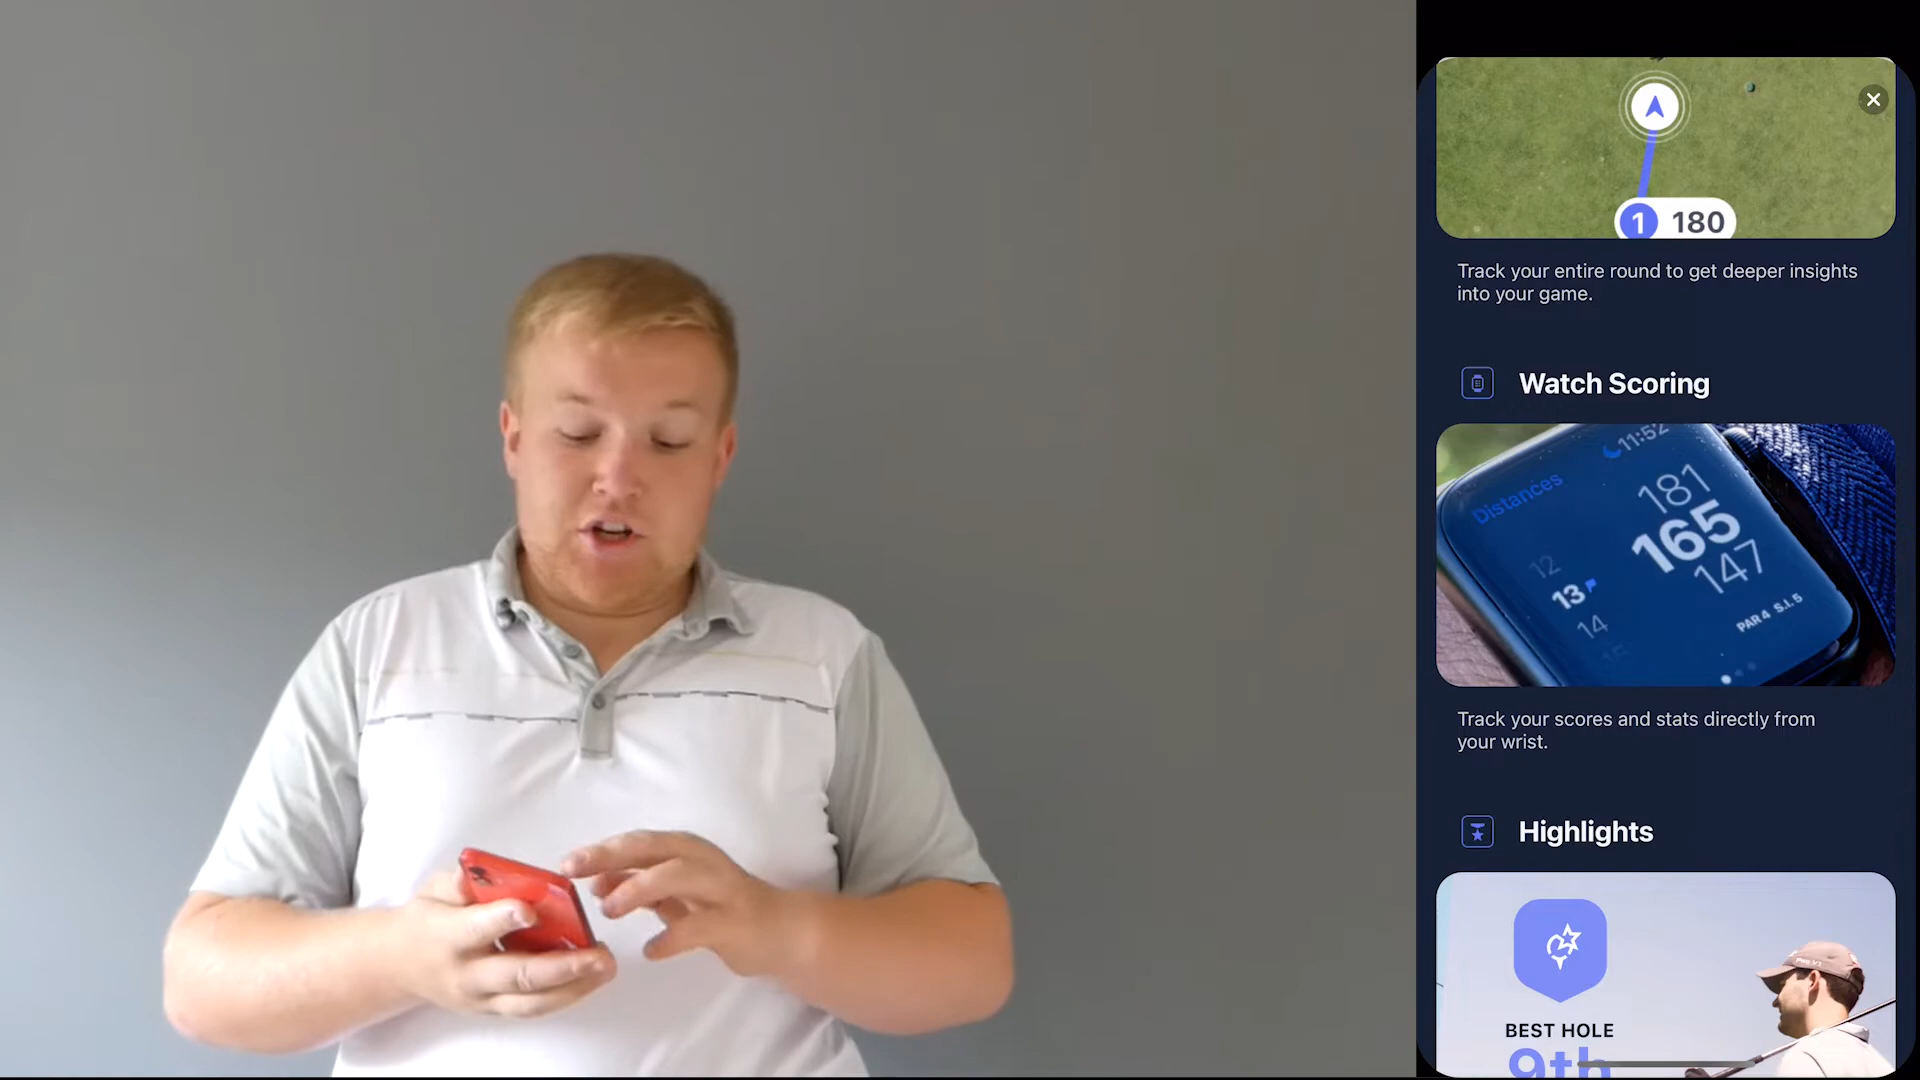 1 180
Track your entire round to get deeper insights
into your game.
Watch Scoring
11:52
Distances
181
165
147
12
13
14
15
PAR 4 S.I. 5
Track your scores and stats directly from
your wrist.
Highlights
BEST HOLE
9th